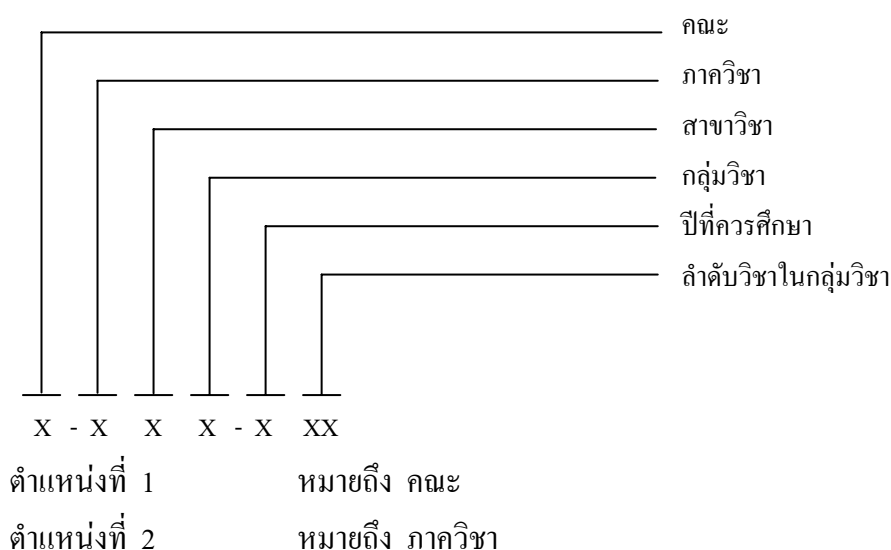 คณะ
ภาควิชา
สาขาวิชา
กลุ่มวิชา
ปีที่ควรศึกษา
ลำดับวิชาในกลุ่มวิชา
X - X X X - X XX
ตำแหน่งที่ 1 หมายถึง คณะ
ตำแหน่งที่ 2 หมายถึง ภาควิชา